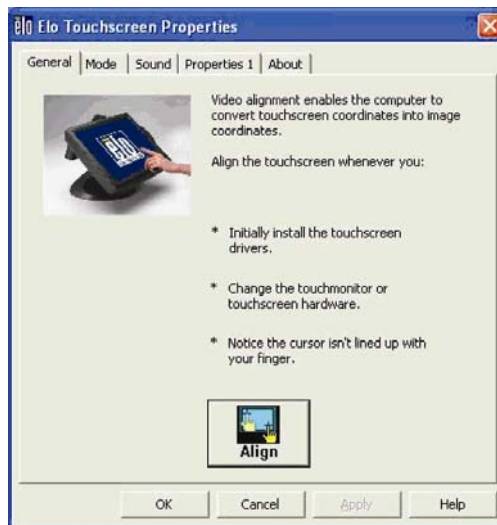 elo Elo Touchscreen Properties
General Mode Sound Properties 1 About
Video alignment enables the computer to
convert touchscreen coordinates into image
coordinates.
Align the touchscreen whenever you:
* Initially install the touchscreen
drivers.
* Change the touchmonitor or
touchscreen hardware.
* Notice the cursor isn't lined up with
your finger.
elo
Align
OK Cancel Apply Help